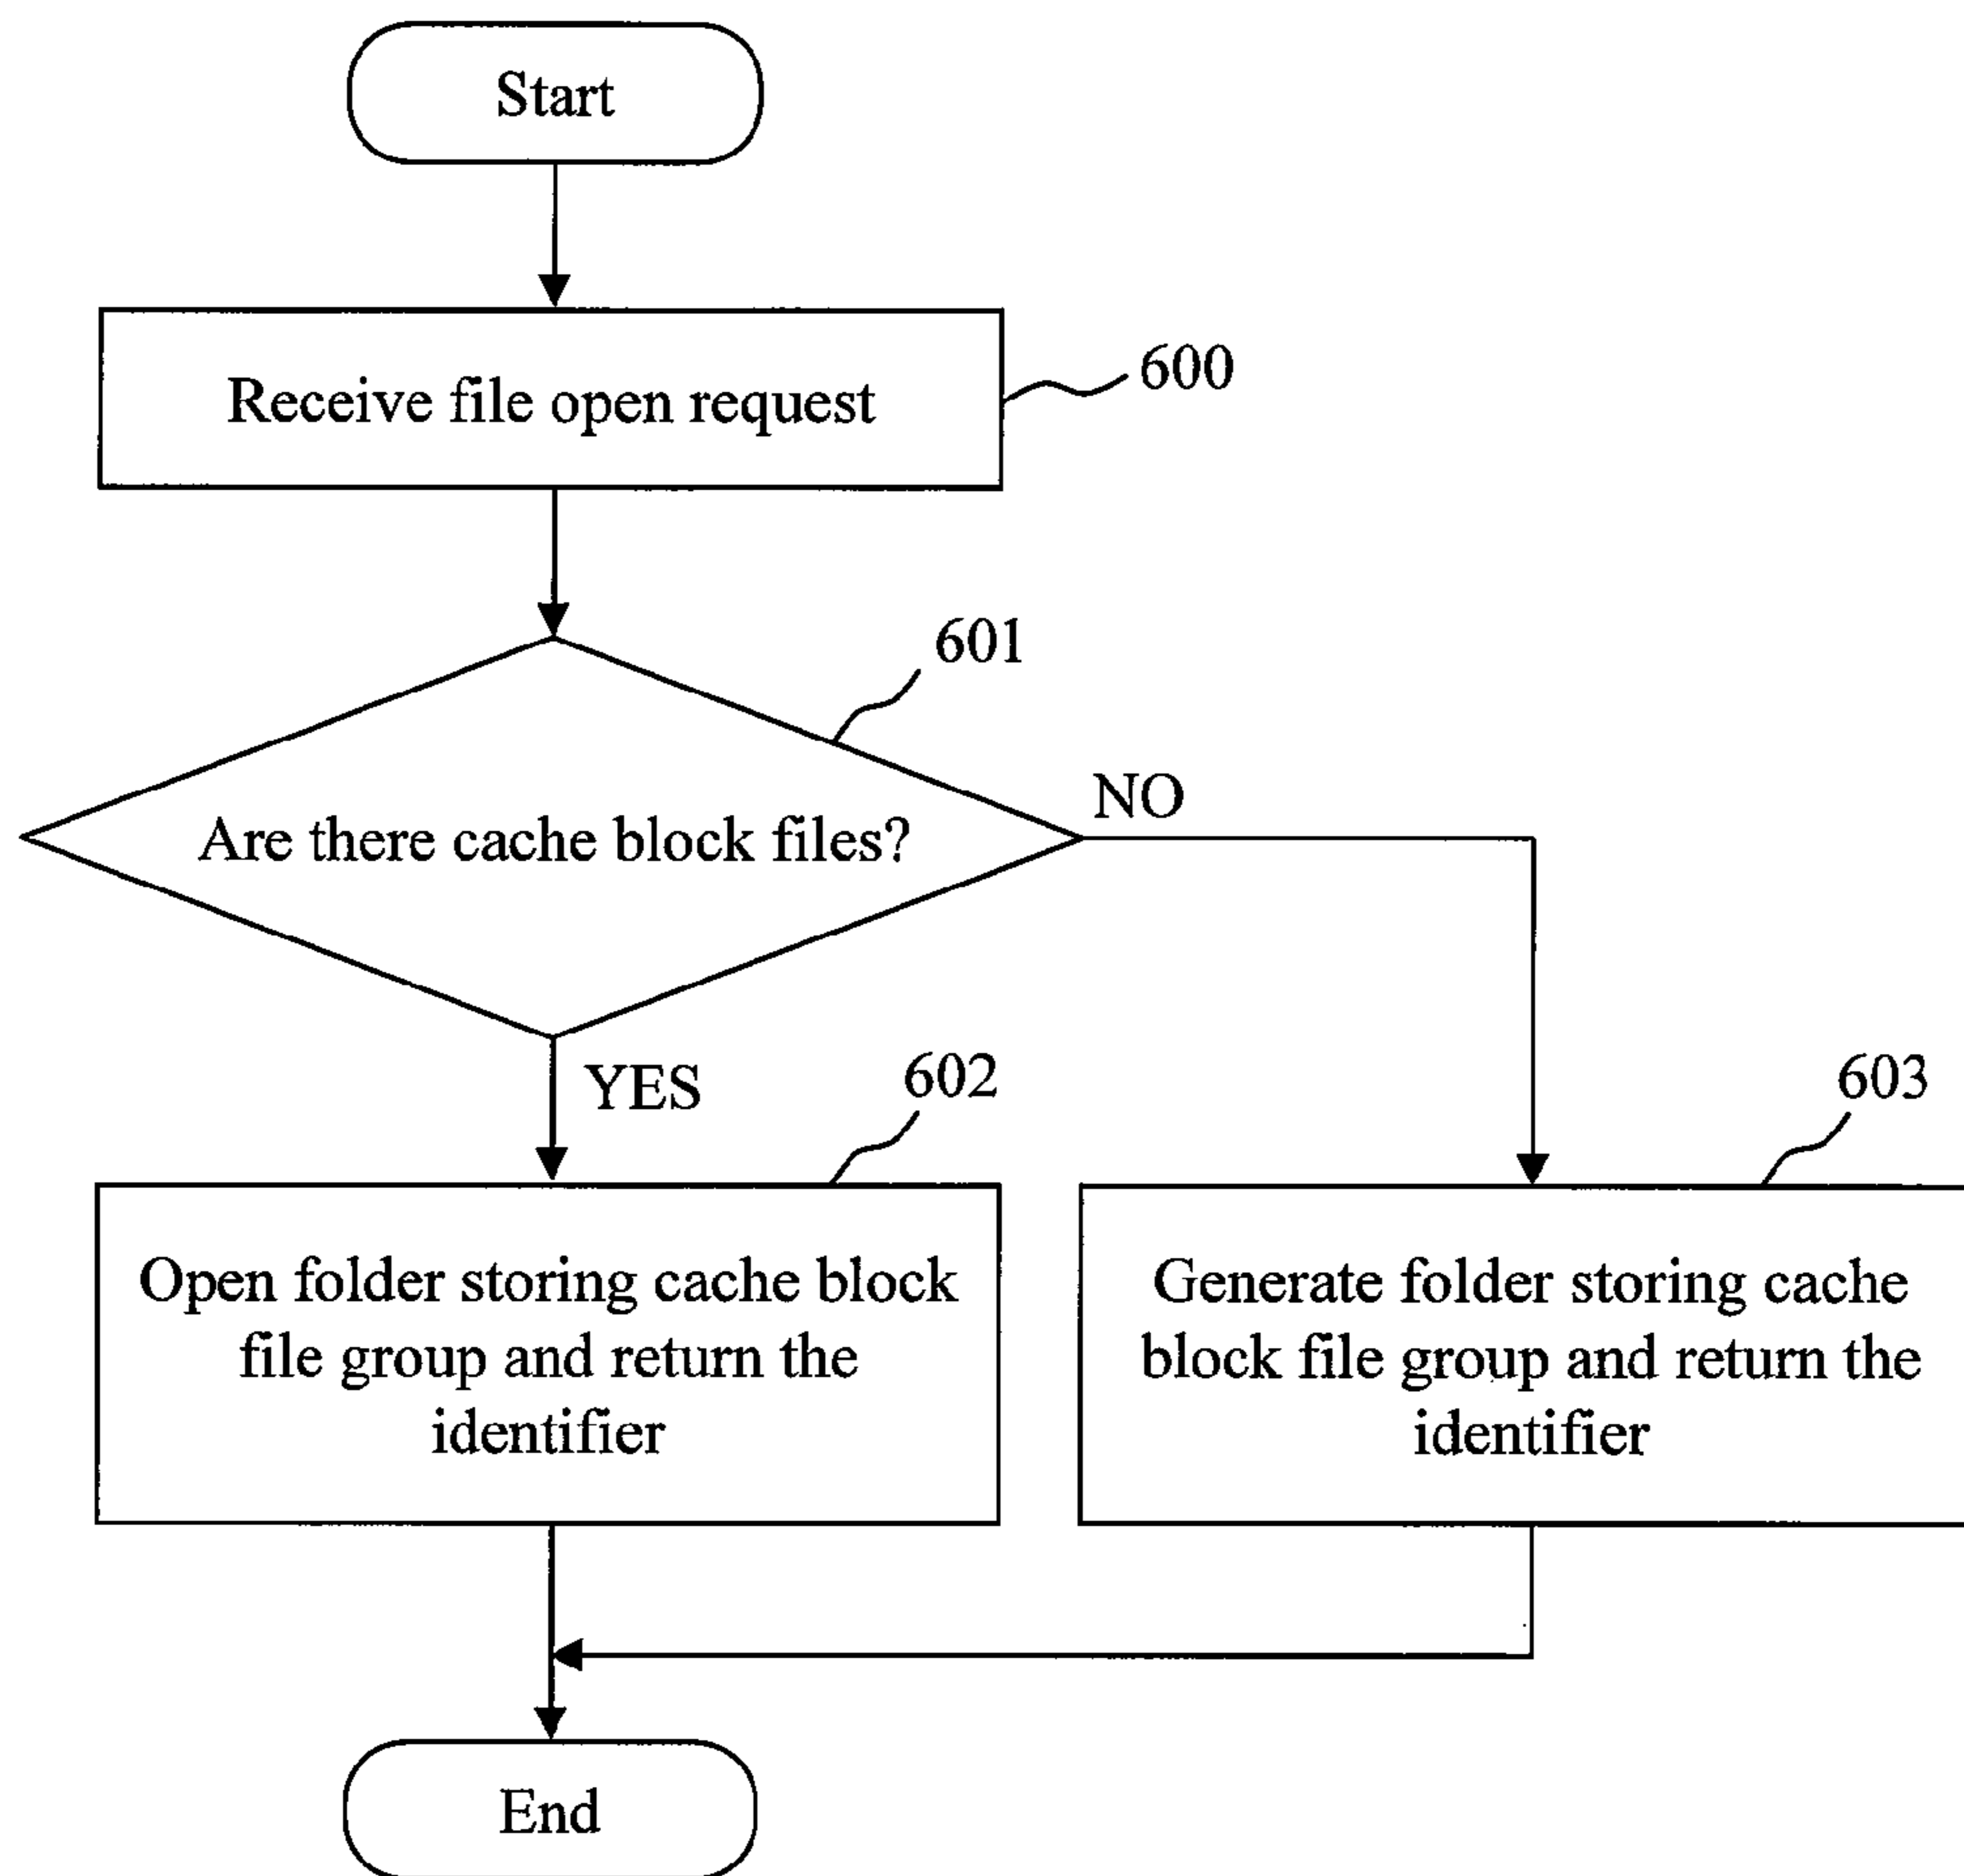 Start
Receive file open request
600
601
Are there cache block files?
NO
YES
602
603
Open folder storing cache block
file group and return the
identifier
Generate folder storing cache
block file group and return the
identifier
End